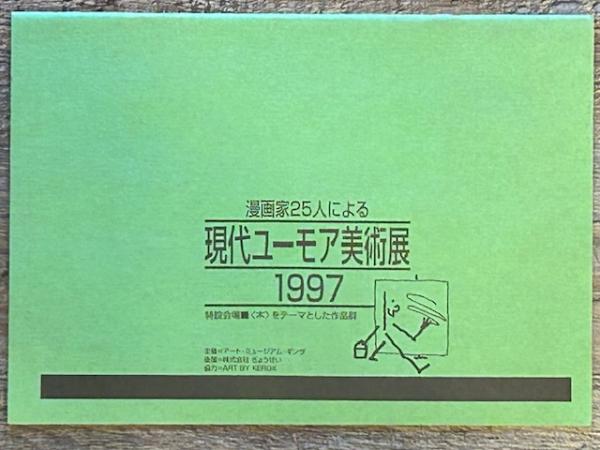 漫画家25人による
現代ユーモア美術展
1997
特設会場■〈木〉をテーマとした作品群
主催=アート・ミュージアム・ギンザ
後援=株式会社 ぎょうせい
協力=ART BY XEROX